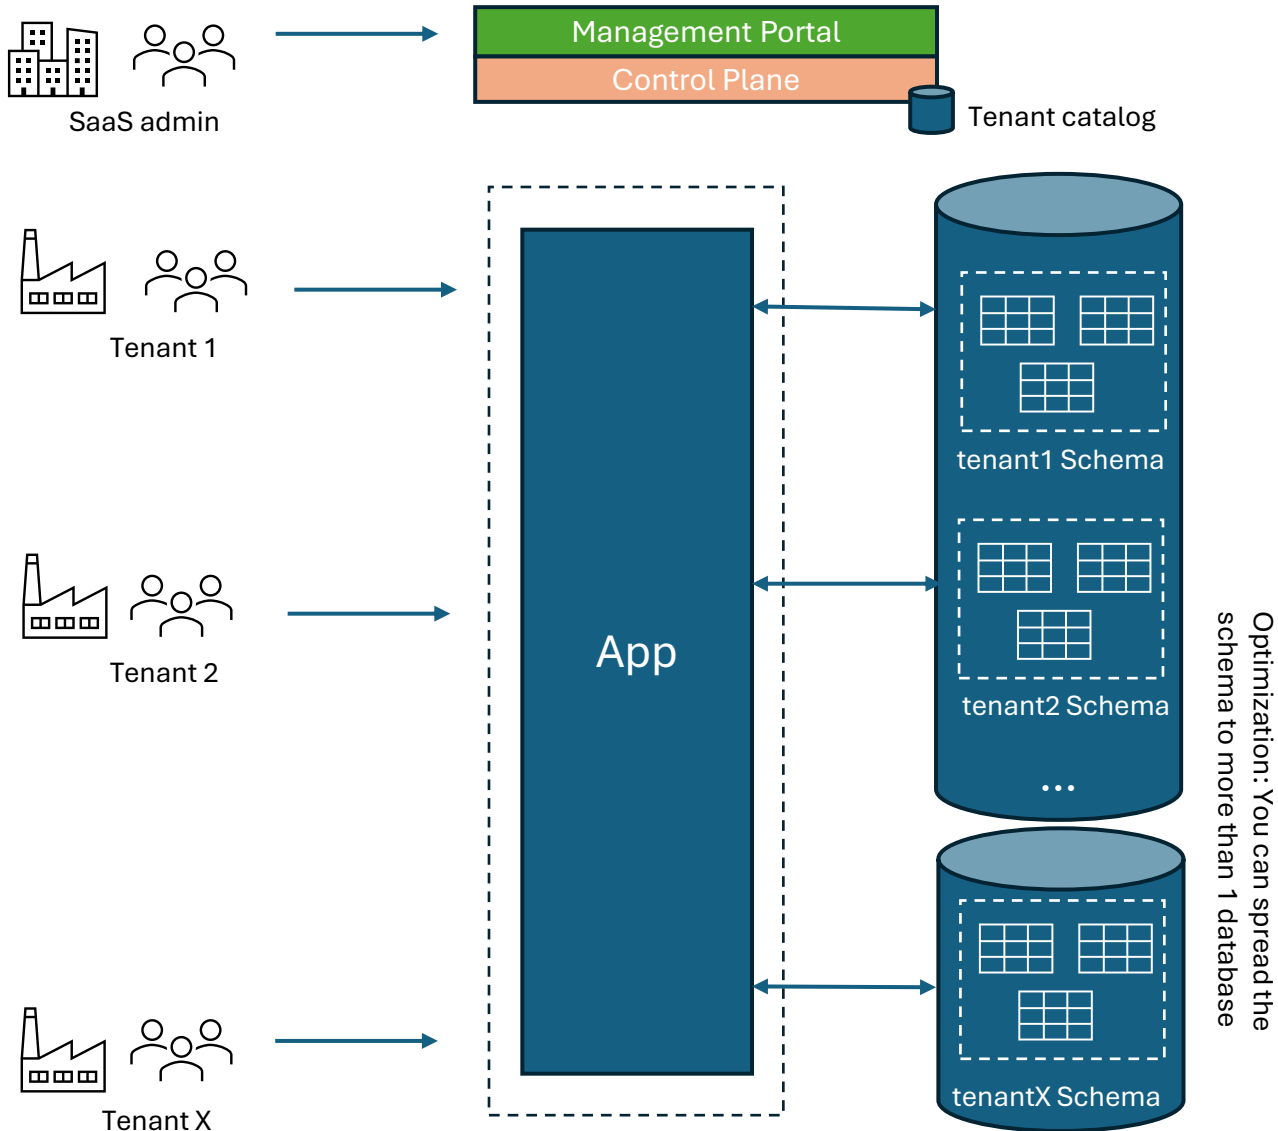 Management Portal
Control Plane
SaaS admin
Tenant catalog
Tenant 1
tenant1 Schema
App
Tenant 2
tenant2 Schema
...
Optimization: You can spread the
schema to more than 1 database
tenantX Schema
Tenant X